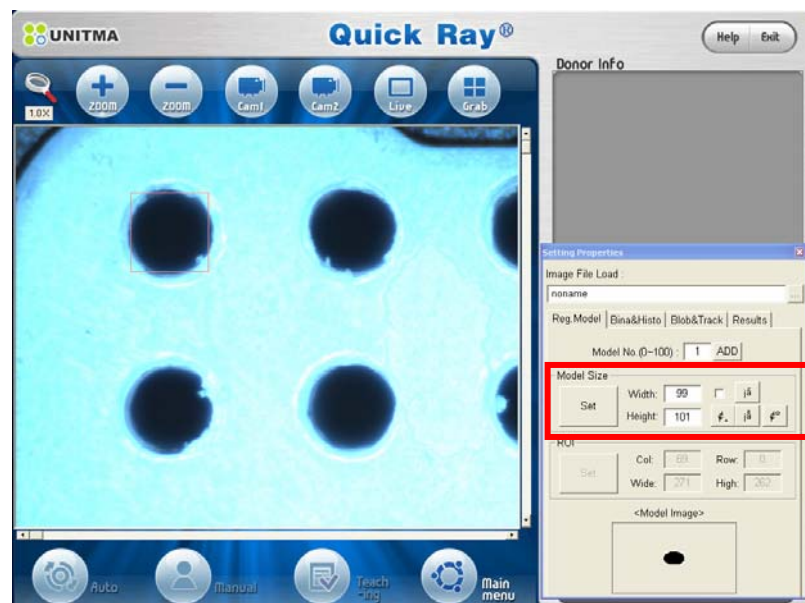 UNITMA
Quick Ray®
Help Exit
Donor Info
1.0X
ZOOM
ZOOM
Cam1
Cam2
Live
Grab
Setting Properties
Image File Load :
noname
...
Reg.Model Bina&Histo Blob&Track Results
Model No.(0~100) : 1 ADD
Model Size
Set
Width: 99 ¡å
Height: 101 ¡å
ROI
Set
Col: 69 Row: 0
Wide: 271 High: 262
<Model Image>
Auto
Manual
Teach
-ing
Main
menu